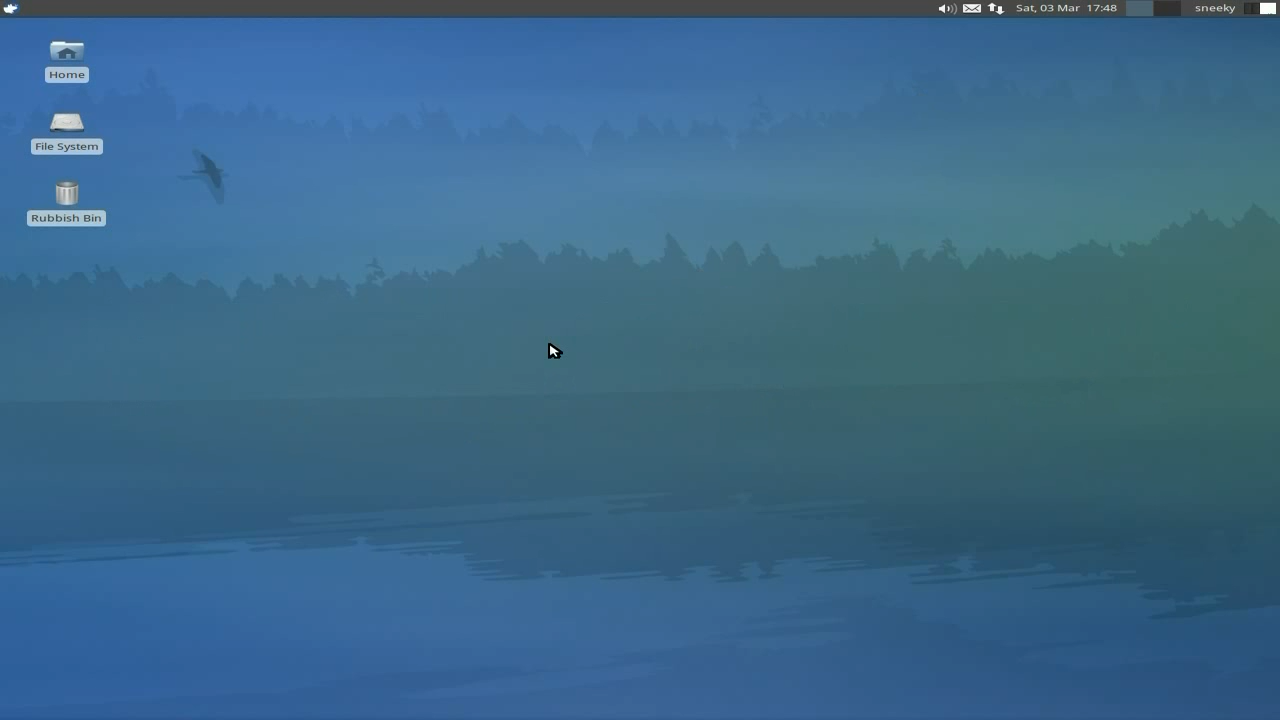 Sat, 03 Mar 17:48
sneeky
Home
File System
Rubbish Bin